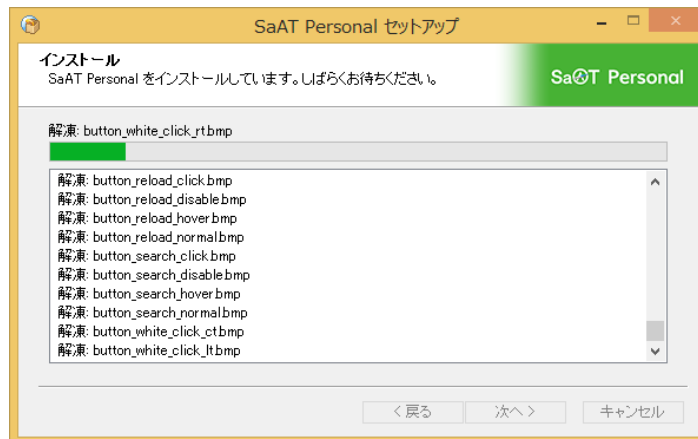 SaAT Personal セットアップ
インストール
SaAT Personal をインストールしています。しばらくお待ちください。
SaAT Personal
解凍: button_white_click_rt.bmp
解凍: button_reload_click.bmp
解凍: button_reload_disable.bmp
解凍: button_reload_hover.bmp
解凍: button_reload_normal.bmp
解凍: button_search_click.bmp
解凍: button_search_disable.bmp
解凍: button_search_hover.bmp
解凍: button_search_normal.bmp
解凍: button_white_click_ct.bmp
解凍: button_white_click_lt.bmp
< 戻る 次へ > キャンセル